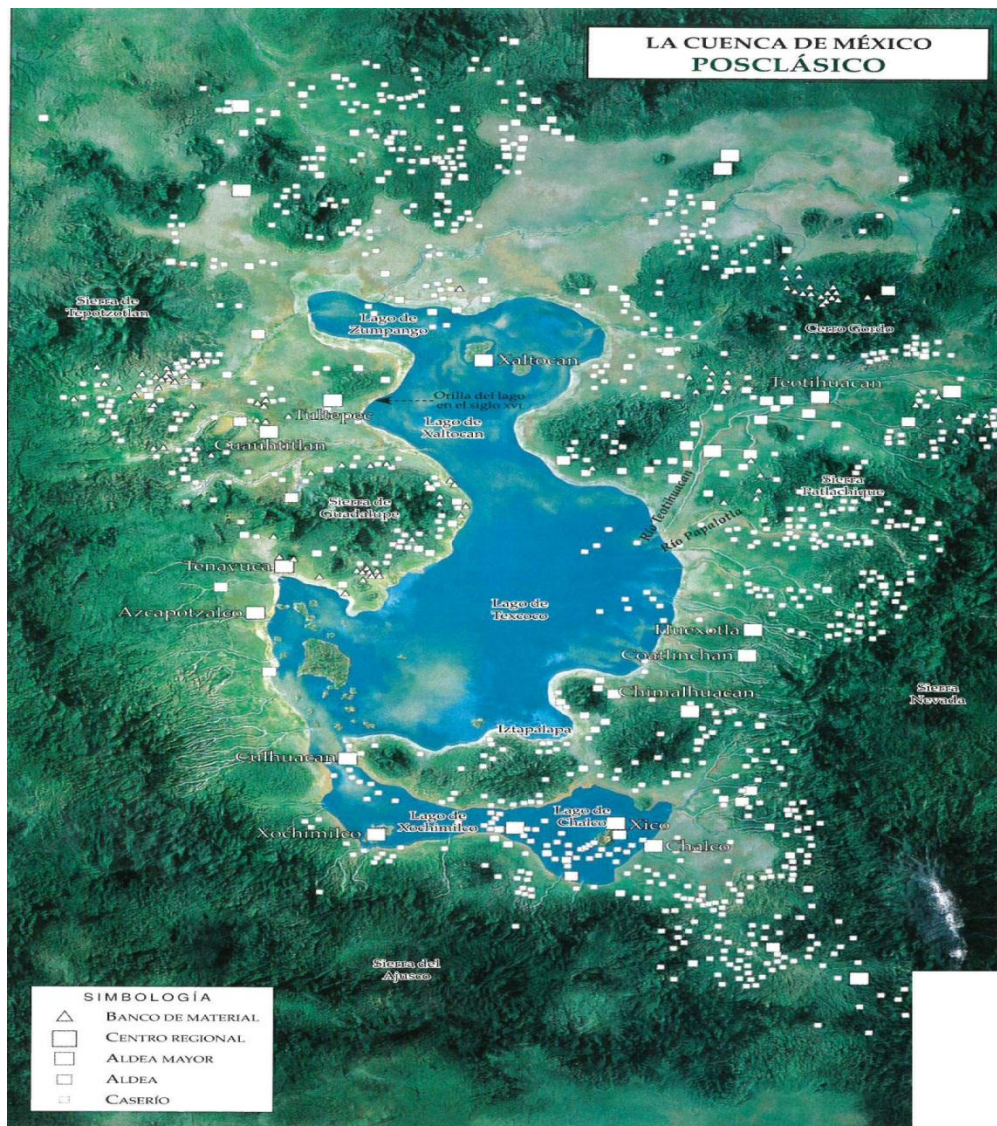 LA CUENCA DE MÉXICO
POSCLÁSICO
Sierra de
Tepotzotlan
Lago de
Zumpango
Cerro Gordo
Xaltocan
Teotihuacan
Orilla del lago
en el siglo XVI
Tultepec
Lago de
Xaltocan
Cuauhtitlan
Sierra de
Guadalupe
Sierra
Patlachique
Río Teotihuacan
Río Papalotla
Tenayuca
Azcapotzalco
Lago de
Texcoco
Huexotla
Coatlinchan
Chimalhuacan
Sierra
Nevada
Iztapalapa
Culhuacan
Lago de
Xochimilco
Lago de
Chalco
Xico
Xochimilco
Chalco
Sierra del
Ajusco
SIMBOLOGÍA
BANCO DE MATERIAL
CENTRO REGIONAL
ALDEA MAYOR
ALDEA
CASERÍO